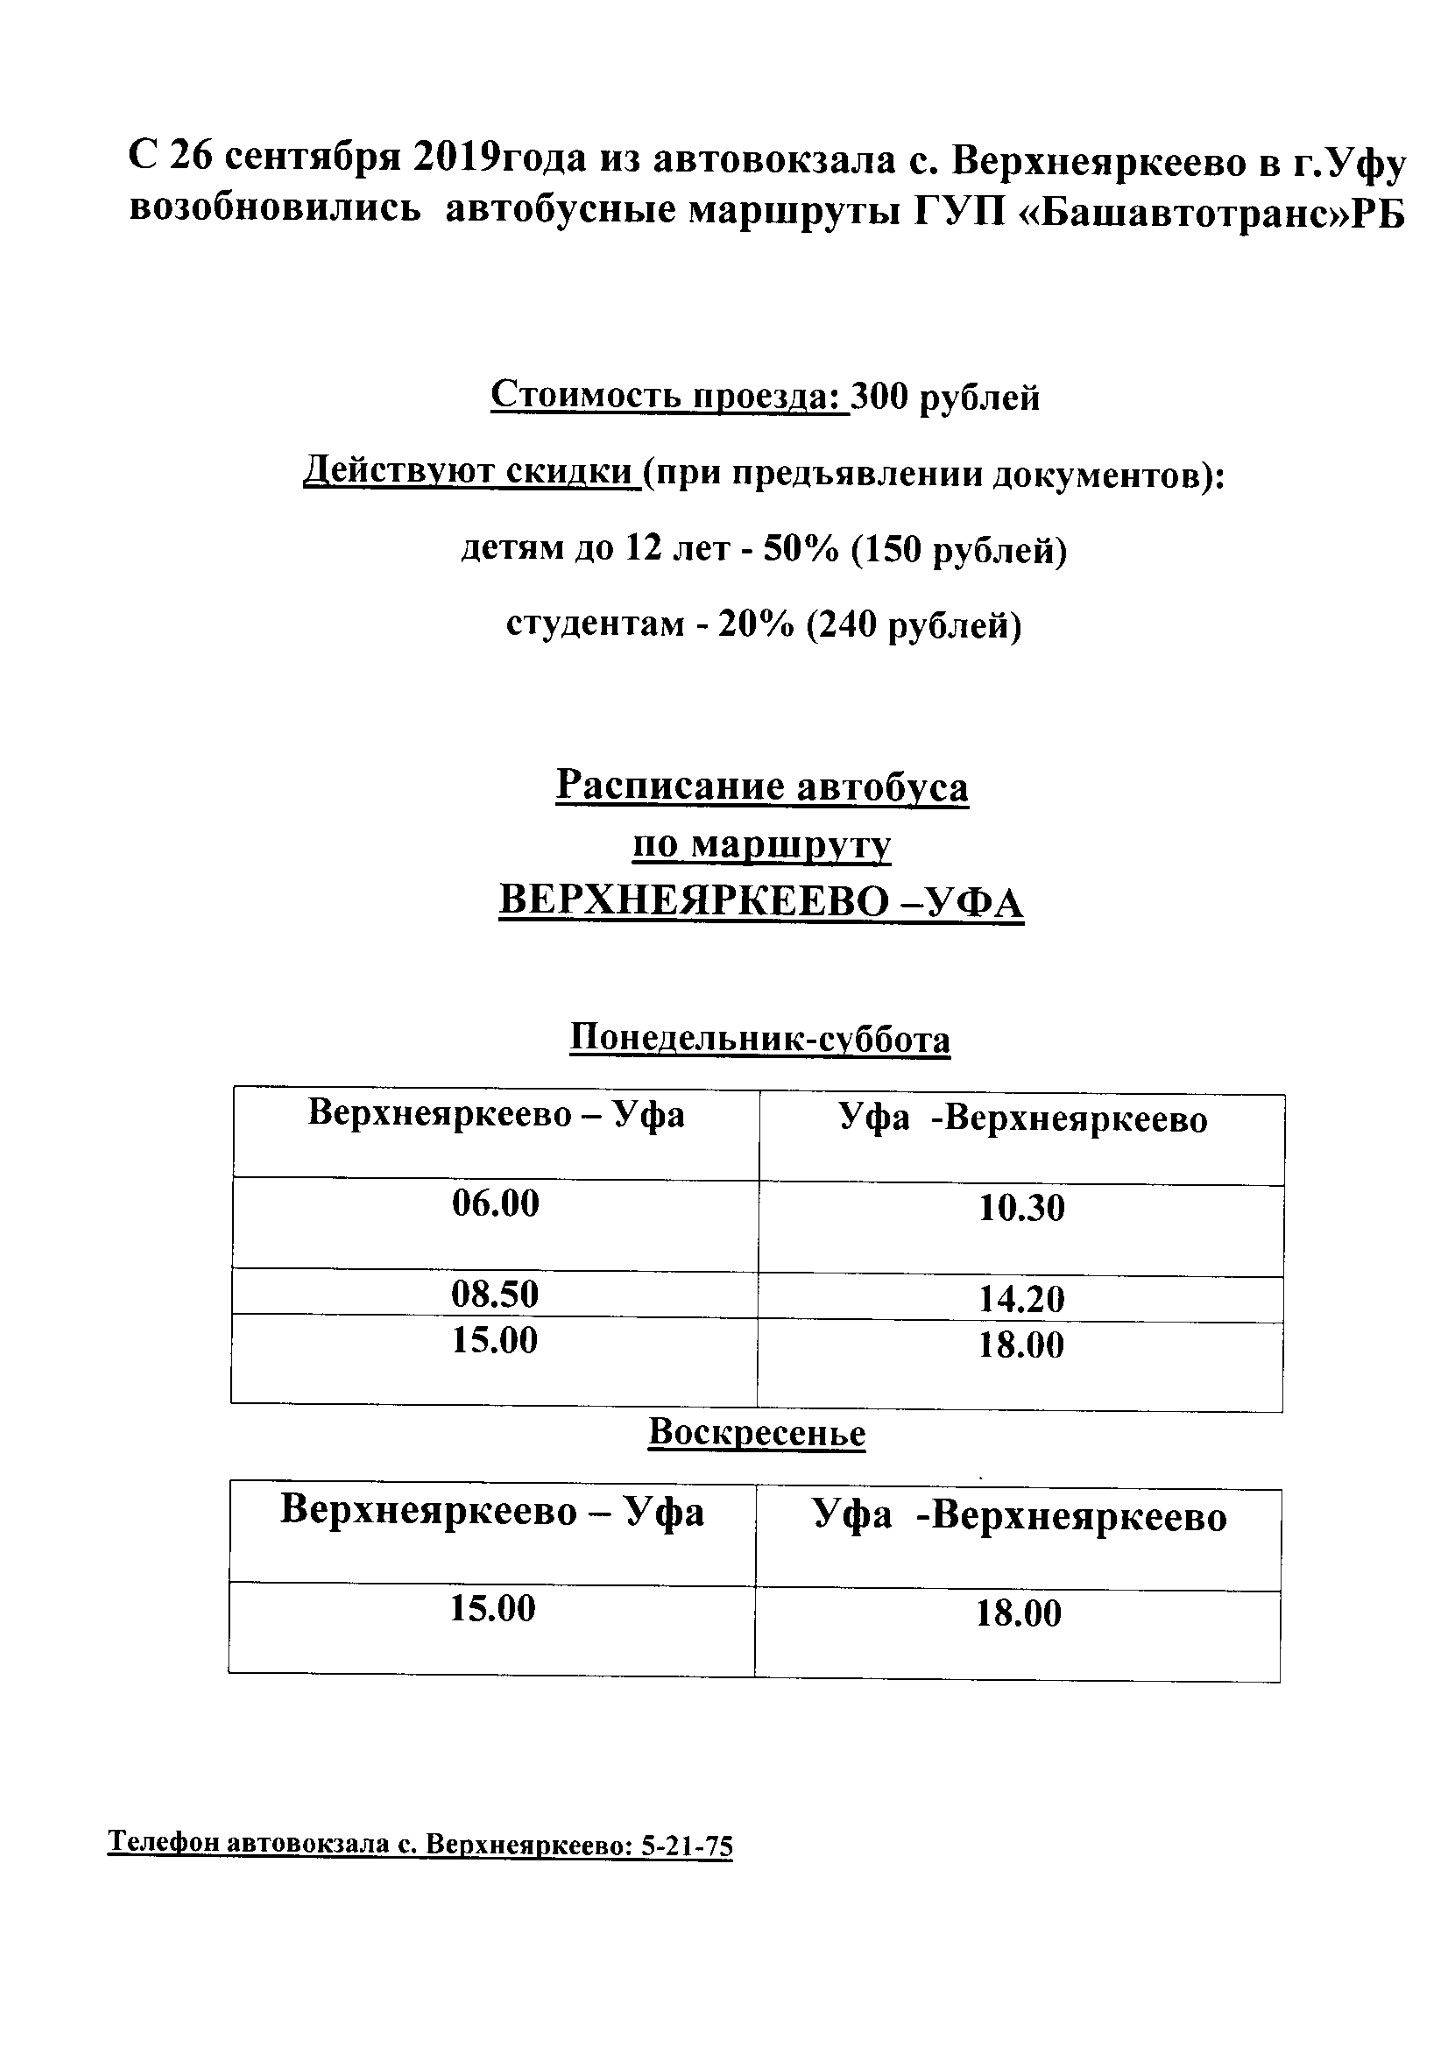 С 26 сентября 2019года из автовокзала с. Верхнеяркеево в г.Уфу
возобновились автобусные маршруты ГУП «Башавтотранс»РБ
Стоимость проезда: 300 рублей
Действуют скидки (при предъявлении документов):
детям до 12 лет - 50% (150 рублей)
студентам - 20% (240 рублей)
Расписание автобуса
по маршруту
ВЕРХНЕЯРКЕЕВО –УФА
Понедельник-суббота
Верхнеяркеево – Уфа Уфа -Верхнеяркеево
06.00 10.30
08.50 14.20
15.00 18.00
Воскресенье
Верхнеяркеево – Уфа Уфа -Верхнеяркеево
15.00 18.00
Телефон автовокзала с. Верхнеяркеево: 5-21-75